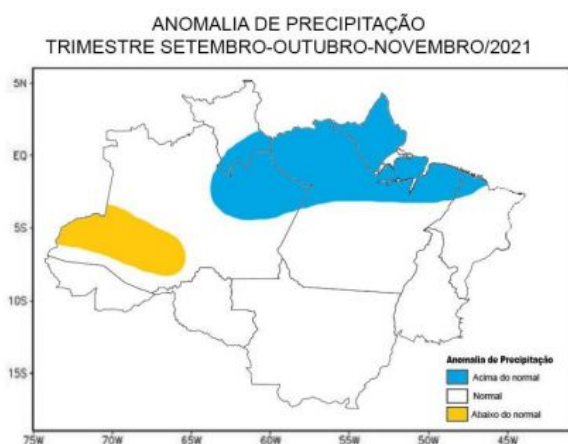 ANOMALIA DE PRECIPITAÇÃO
TRIMESTRE SETEMBRO-OUTUBRO-NOVEMBRO/2021
5N
EQ
5S
10S
15S
75W
70W
65W
60W
55W
50W
45W
Anomalia de Precipitação
Acima do normal
Normal
Abaixo do normal